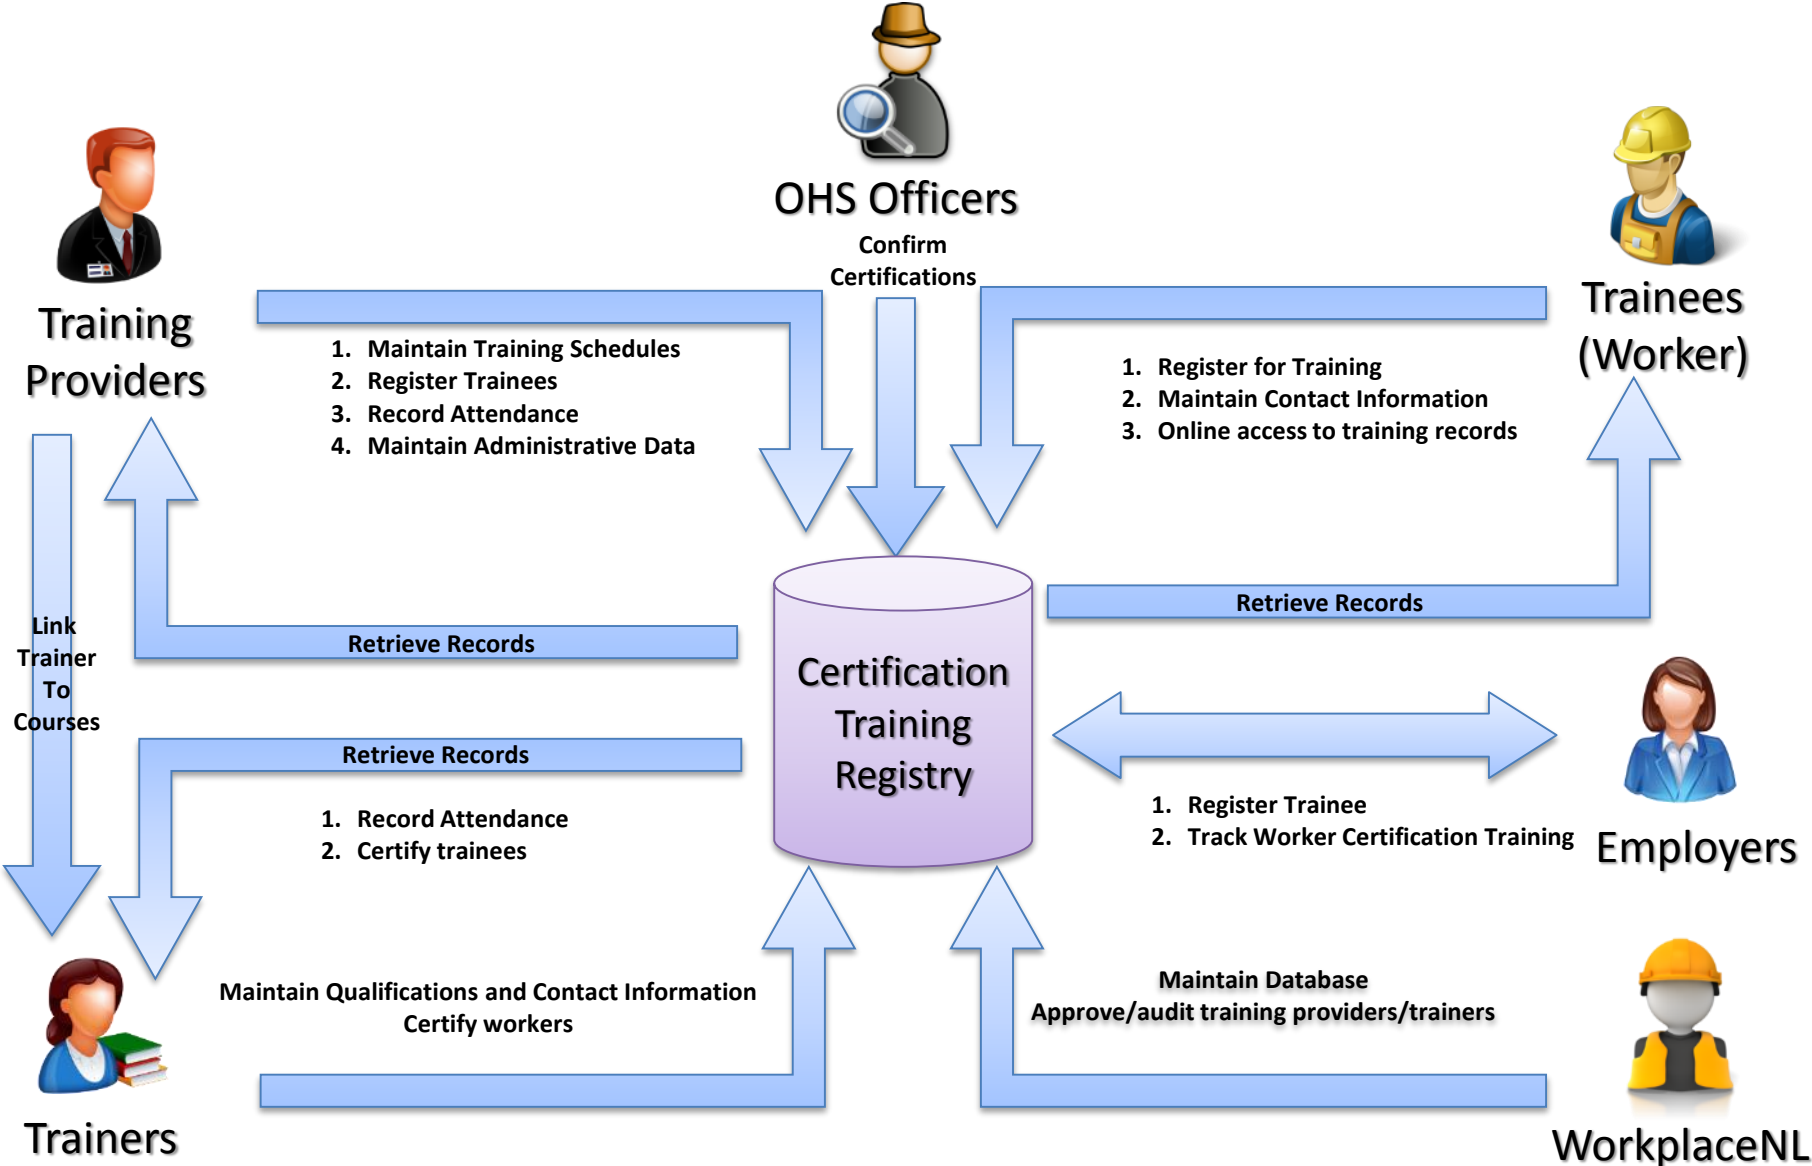 OHS Officers
Confirm
Certifications
Training
Providers
1. Maintain Training Schedules
2. Register Trainees
3. Record Attendance
4. Maintain Administrative Data
Trainees
(Worker)
1. Register for Training
2. Maintain Contact Information
3. Online access to training records
Retrieve Records
Retrieve Records
Link
Trainer
To
Courses
Certification
Training
Registry
Retrieve Records
1. Record Attendance
2. Certify trainees
1. Register Trainee
2. Track Worker Certification Training
Employers
Maintain Qualifications and Contact Information
Certify workers
Maintain Database
Approve/audit training providers/trainers
Trainers
WorkplaceNL